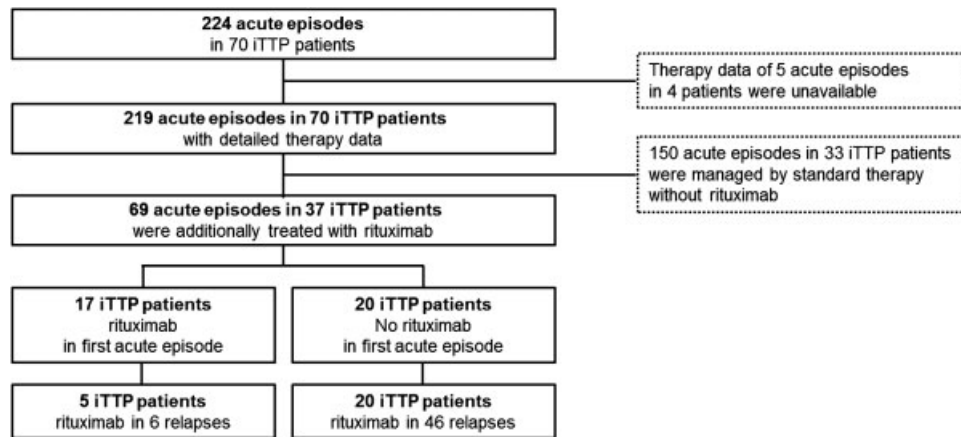 224 acute episodes
in 70 iTTP patients
Therapy data of 5 acute episodes
in 4 patients were unavailable
219 acute episodes in 70 iTTP patients
with detailed therapy data
150 acute episodes in 33 iTTP patients
were managed by standard therapy
without rituximab
69 acute episodes in 37 iTTP patients
were additionally treated with rituximab
17 iTTP patients
rituximab
in first acute episode
20 iTTP patients
No rituximab
in first acute episode
5 iTTP patients
rituximab in 6 relapses
20 iTTP patients
rituximab in 46 relapses